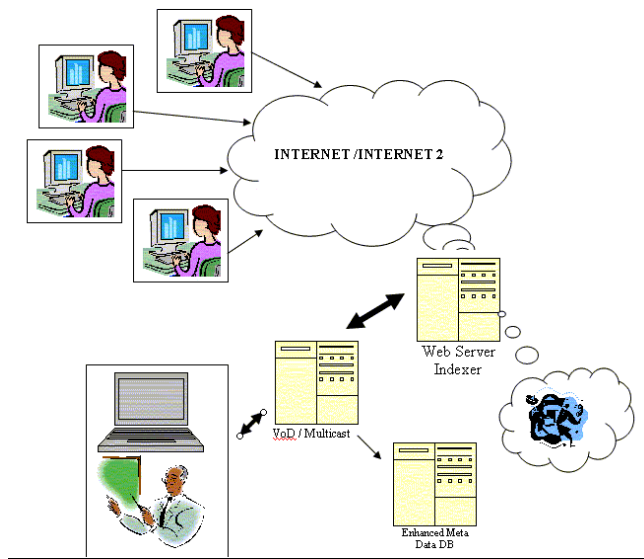 INTERNET /INTERNET 2
Web Server
Indexer
VoD / Multicast
Enhanced Meta
Data DB